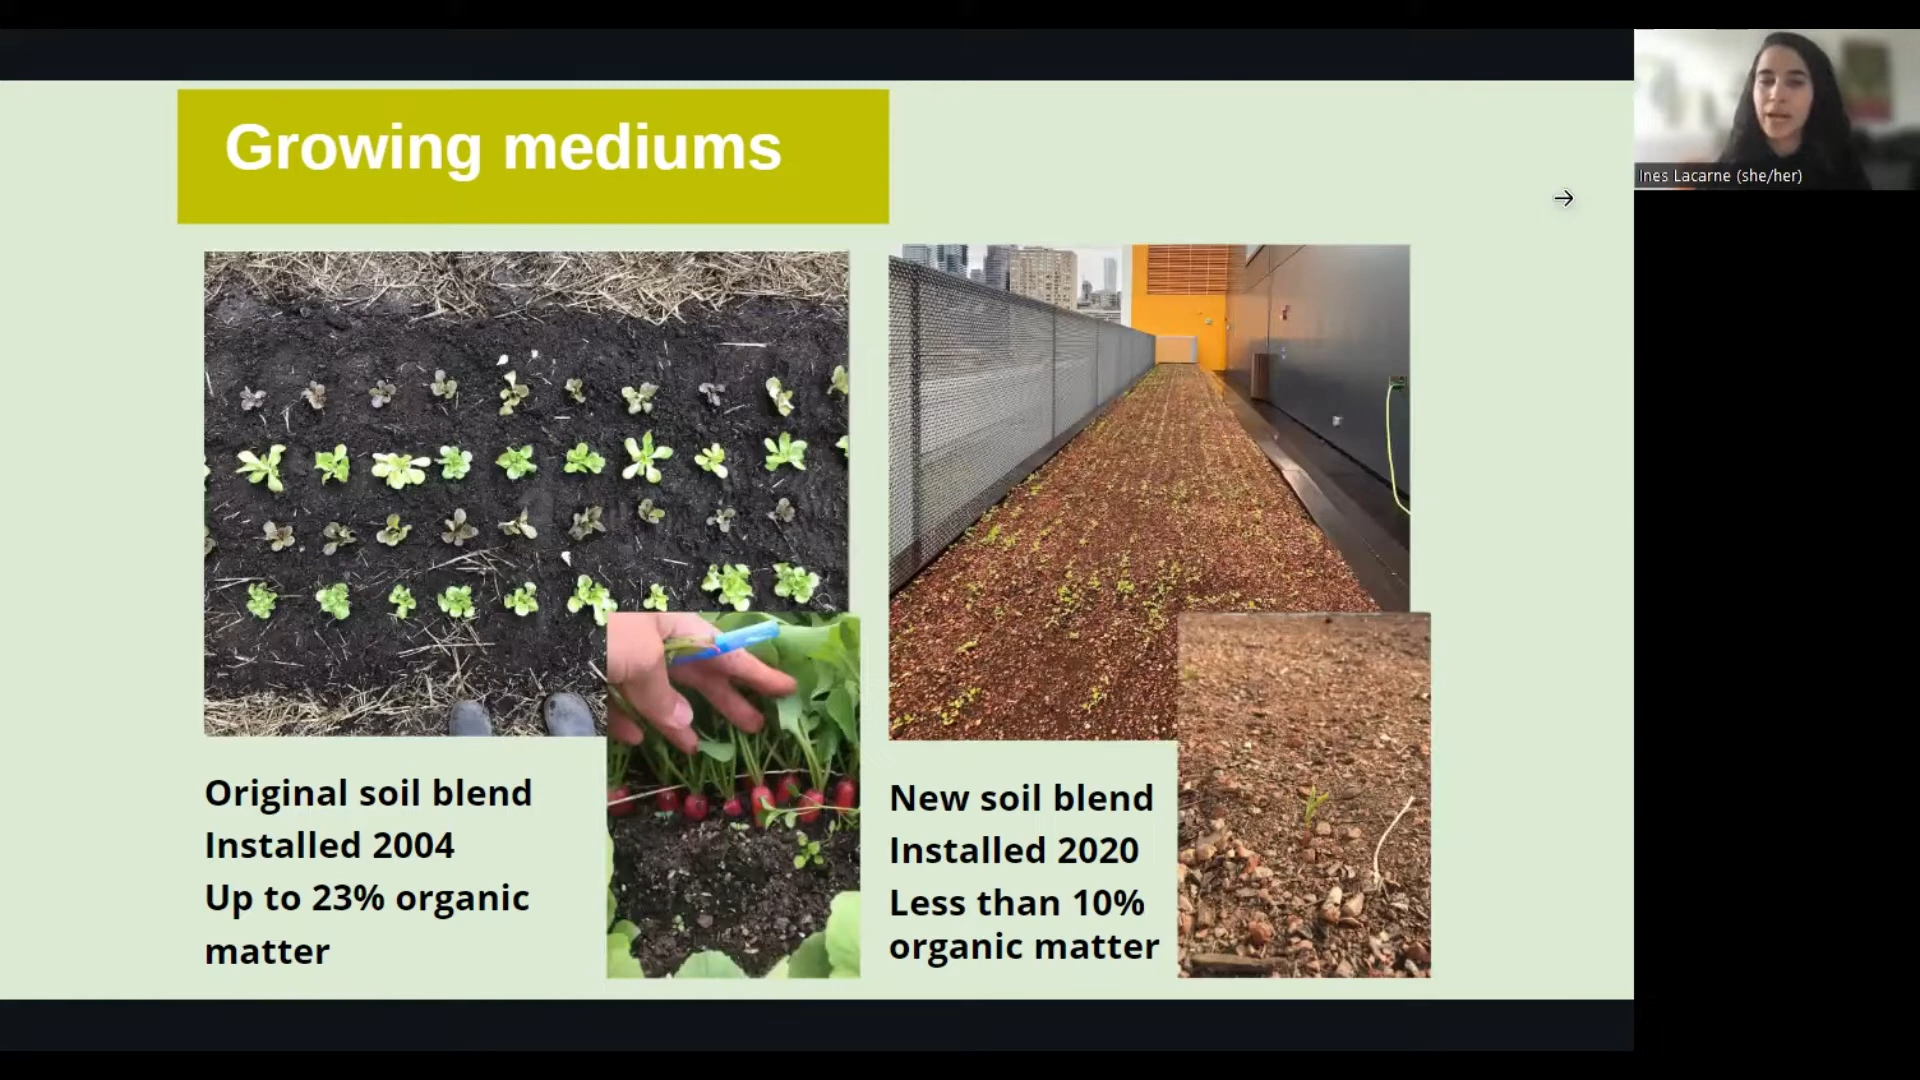 Growing mediums
Ines Lacarne (she/her)
Original soil blend
Installed 2004
Up to 23% organic
matter
New soil blend
Installed 2020
Less than 10%
organic matter